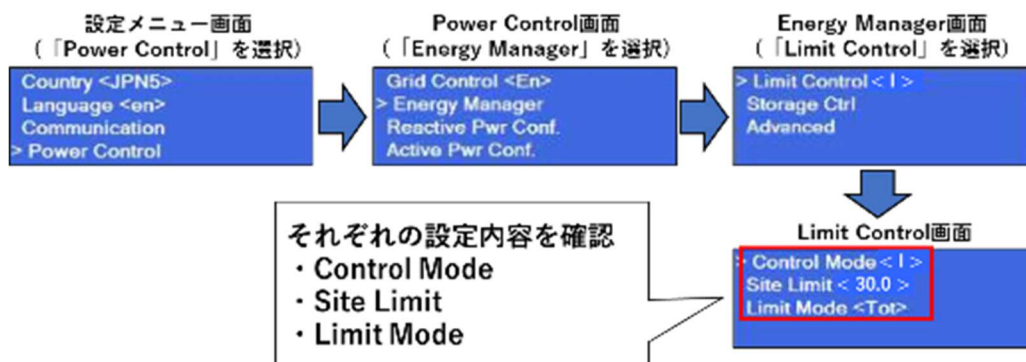 設定メニュー画面
（「Power Control」を選択）
Country <JPN5>
Language <en>
Communication
> Power Control
Power Control画面
（「Energy Manager」を選択）
Grid Control <En>
> Energy Manager
Reactive Pwr Conf.
Active Pwr Conf.
Energy Manager画面
（「Limit Control」を選択）
> Limit Control < I >
Storage Ctrl
Advanced
それぞれの設定内容を確認
・Control Mode
・Site Limit
・Limit Mode
Limit Control画面
> Control Mode < I >
Site Limit < 30.0 >
Limit Mode <Tot>